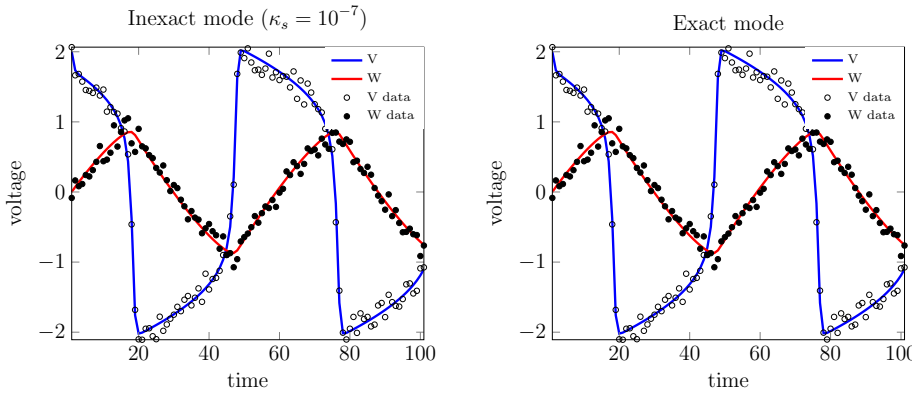 Inexact mode (κₛ = 10⁻⁷)
2
1
0
−1
−2
voltage
20 40 60 80 100
time
V
W
V data
W data
Exact mode
2
1
0
−1
−2
voltage
20 40 60 80 100
time
V
W
V data
W data